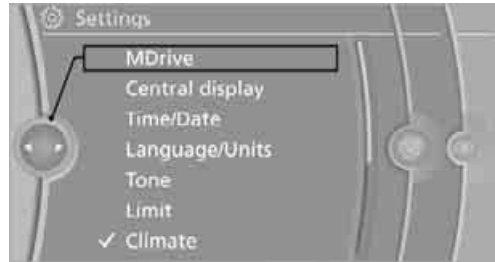 Settings
MDrive
Central display
Time/Date
Language/Units
Tone
Limit
Climate